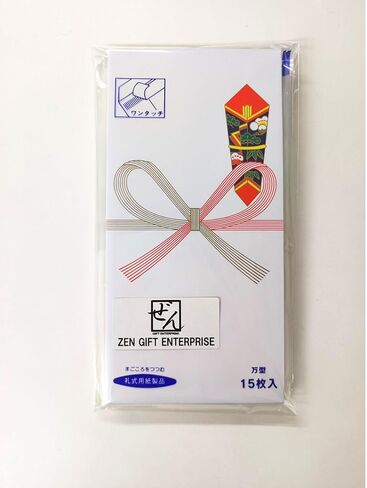 ワンタッチ
ぜん
GIFT ENTERPRISE
ZEN GIFT ENTERPRISE
まごころをつつむ
礼式用紙製品
万型
15枚入